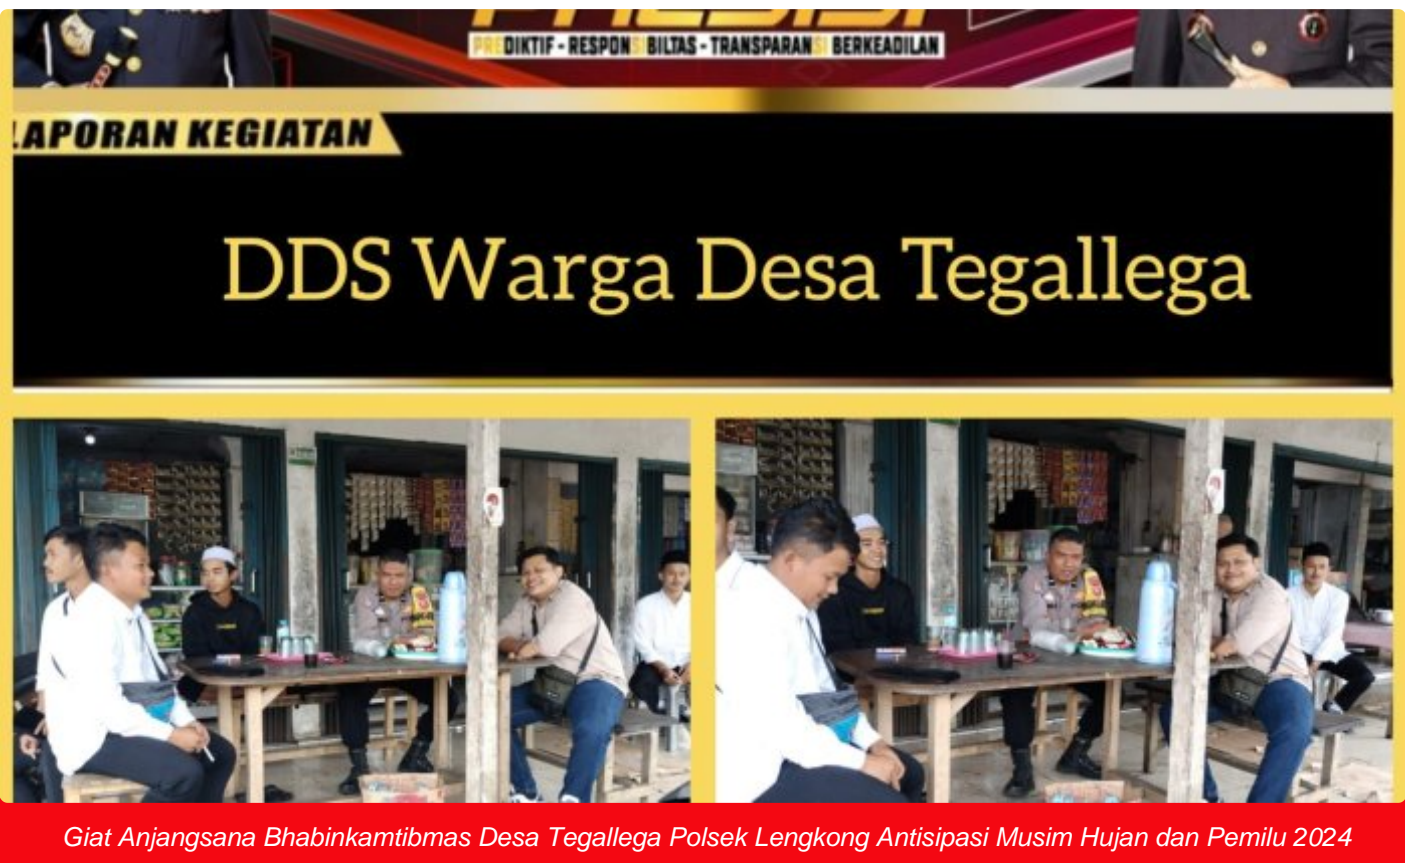 PREDIKTIF - RESPONSIBILTAS - TRANSPARANSI BERKEADILAN
LAPORAN KEGIATAN
DDS Warga Desa Tegallega
Giat Anjangsana Bhabinkamtibmas Desa Tegallega Polsek Lengkong Antisipasi Musim Hujan dan Pemilu 2024